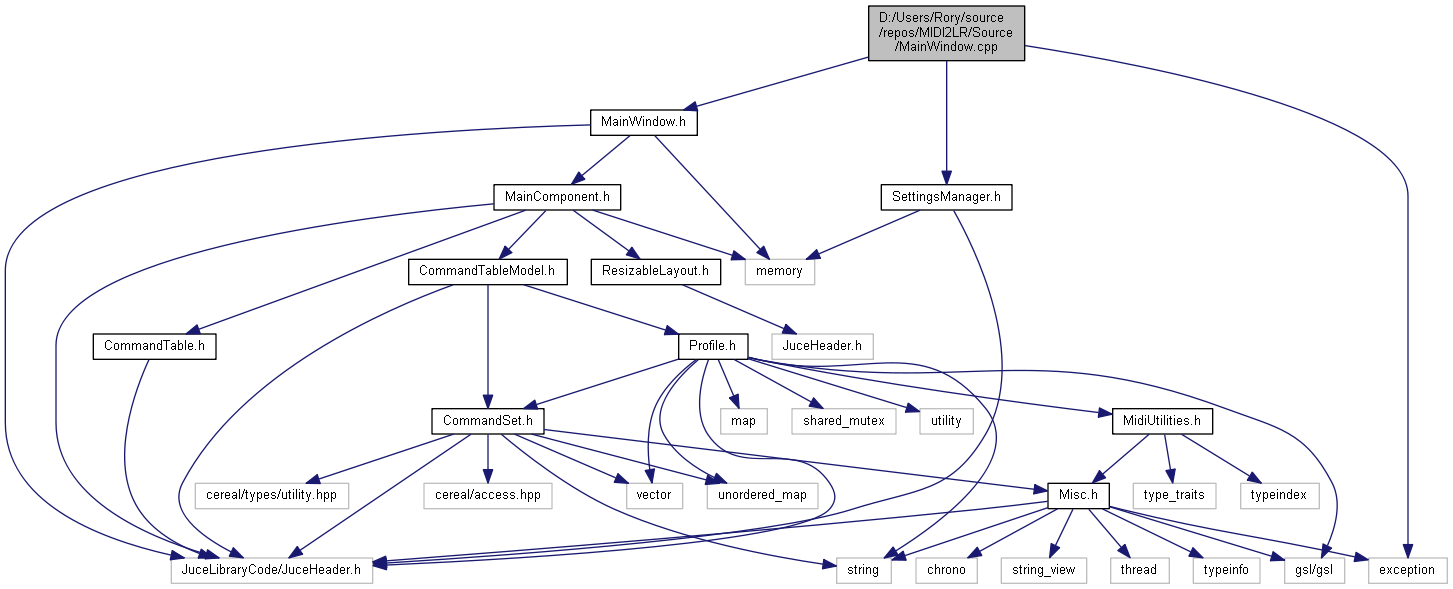 D:/Users/Rory/source
/repos/MIDI2LR/Source
/MainWindow.cpp
MainWindow.h
MainComponent.h
SettingsManager.h
CommandTableModel.h
ResizableLayout.h
memory
CommandTable.h
Profile.h
JuceHeader.h
CommandSet.h
map
shared_mutex
utility
MidiUtilities.h
cereal/types/utility.hpp
cereal/access.hpp
vector
unordered_map
Misc.h
type_traits
typeindex
JuceLibraryCode/JuceHeader.h
string
chrono
string_view
thread
typeinfo
gsl/gsl
exception